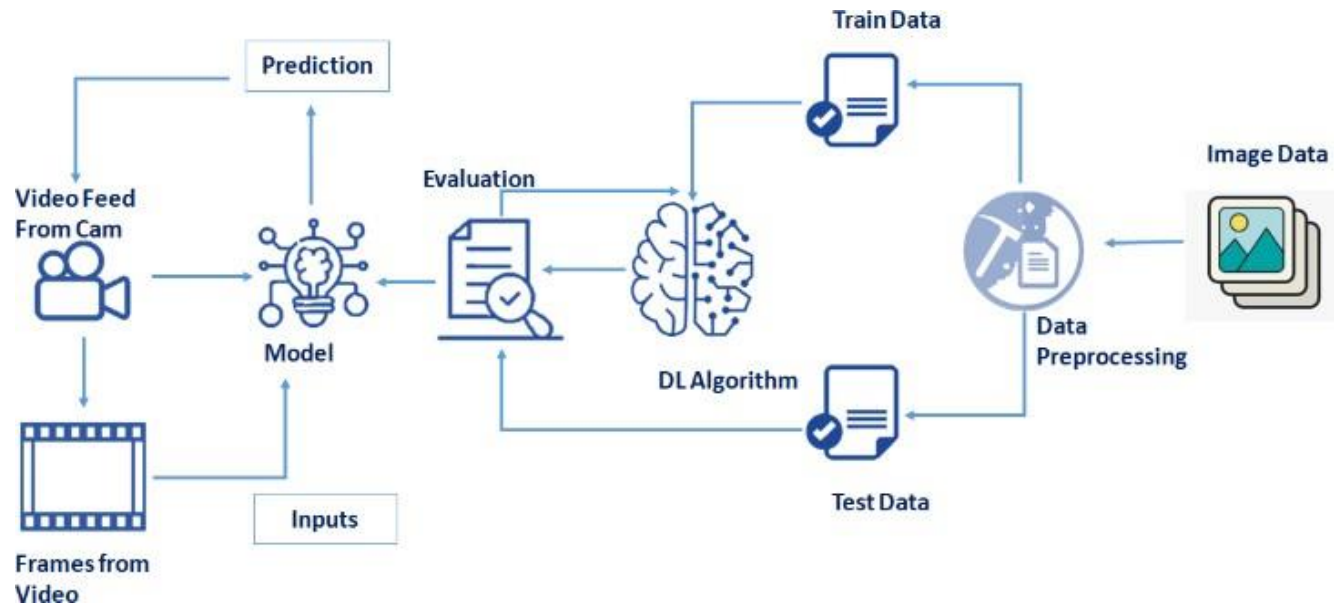 Train Data
Prediction
Image Data
Evaluation
Video Feed
From Cam
Model
Data
Preprocessing
DL Algorithm
Test Data
Inputs
Frames from
Video